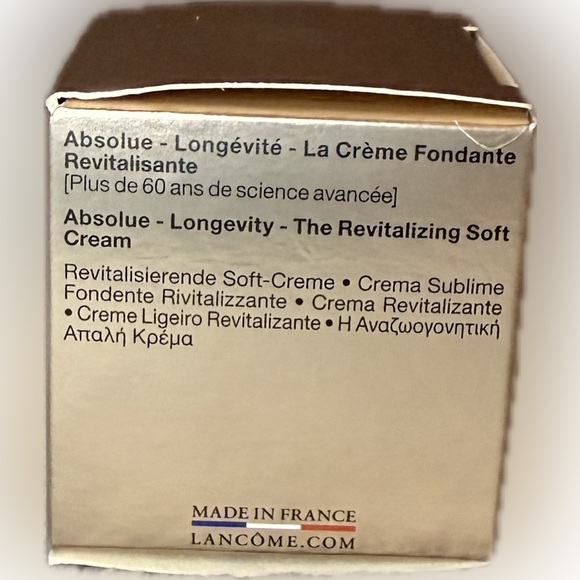 Absolue - Longévité - La Crème Fondante
Revitalisante
[Plus de 60 ans de science avancée]
Absolue - Longevity - The Revitalizing Soft
Cream
Revitalisierende Soft-Creme • Crema Sublime
Fondente Rivitalizzante • Crema Revitalizante
• Creme Ligeiro Revitalizante • Η Αναζωογονητική
Απαλή Κρέμα
MADE IN FRANCE
LANCÔME.COM